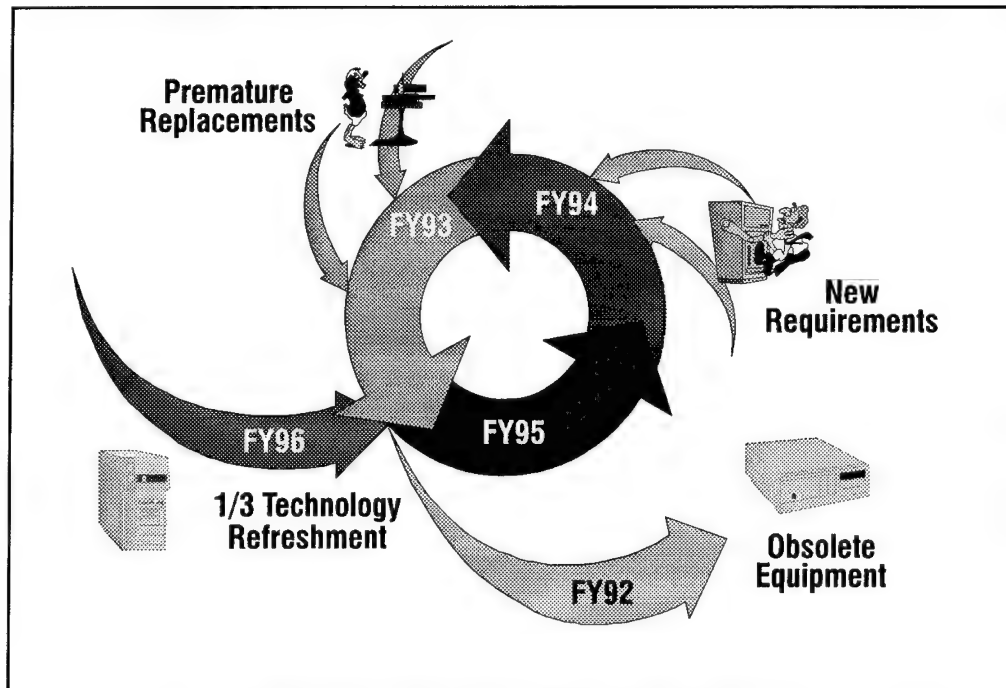 Premature
Replacements
FY93
FY94
New
Requirements
FY96
FY95
1/3 Technology
Refreshment
FY92
Obsolete
Equipment